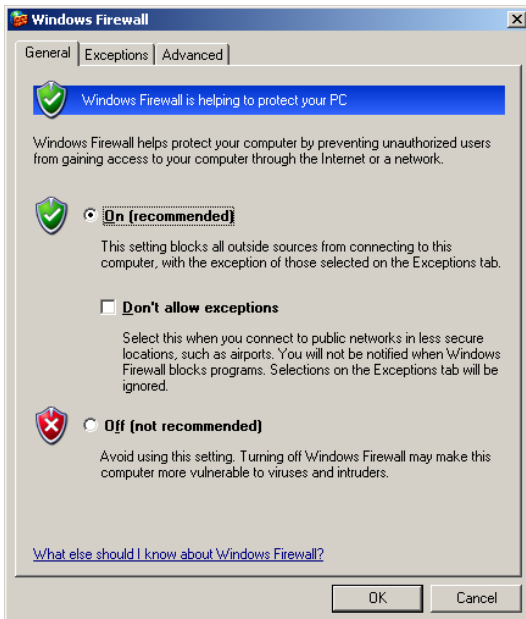 Windows Firewall
General Exceptions Advanced
Windows Firewall is helping to protect your PC
Windows Firewall helps protect your computer by preventing unauthorized users
from gaining access to your computer through the Internet or a network.
On (recommended)
This setting blocks all outside sources from connecting to this
computer, with the exception of those selected on the Exceptions tab.
Don't allow exceptions
Select this when you connect to public networks in less secure
locations, such as airports. You will not be notified when Windows
Firewall blocks programs. Selections on the Exceptions tab will be
ignored.
Off (not recommended)
Avoid using this setting. Turning off Windows Firewall may make this
computer more vulnerable to viruses and intruders.
What else should I know about Windows Firewall?
OK Cancel